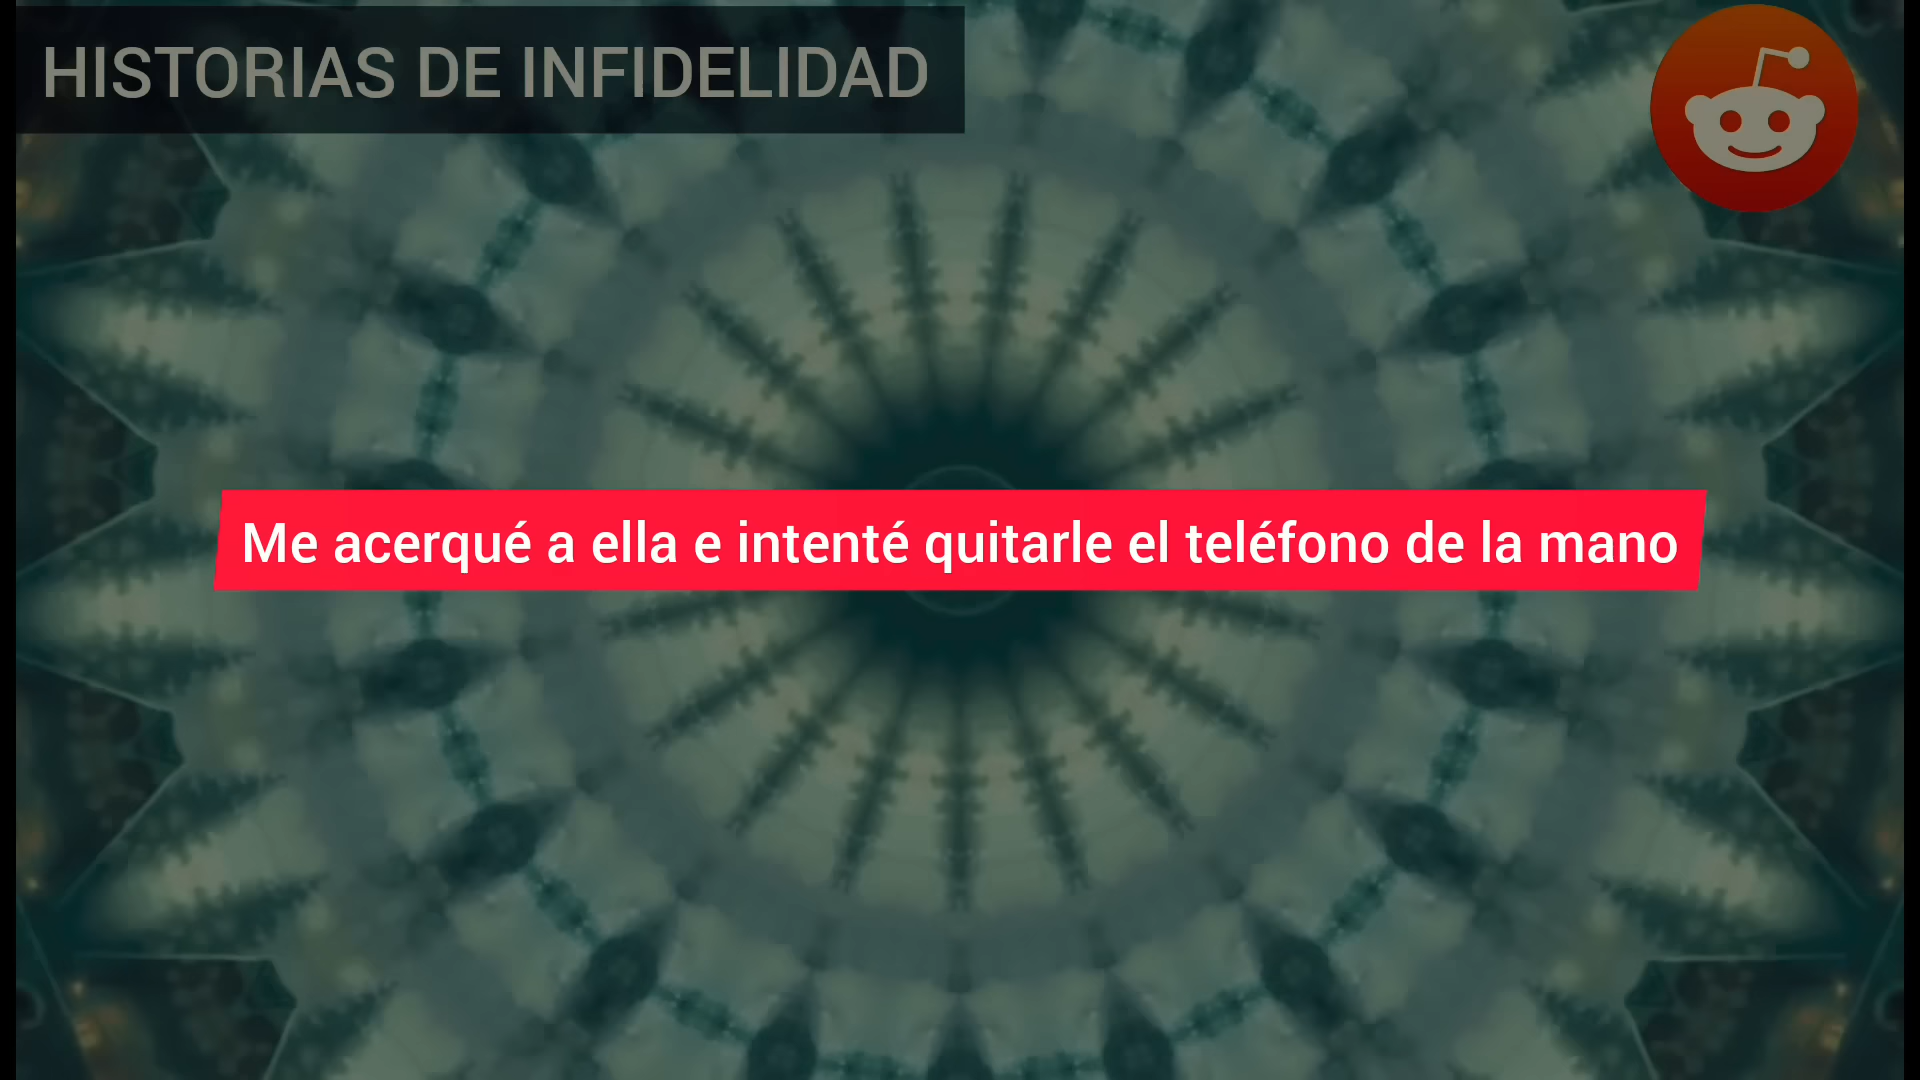 HISTORIAS DE INFIDELIDAD
Me acerqué a ella e intenté quitarle el teléfono de la mano